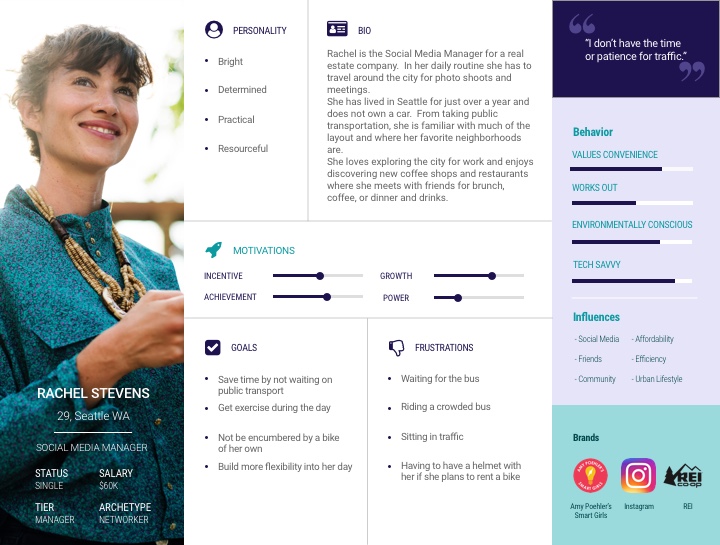 RACHEL STEVENS
29, Seattle WA
SOCIAL MEDIA MANAGER
STATUS
SINGLE
SALARY
$60K
TIER
MANAGER
ARCHETYPE
NETWORKER
PERSONALITY
• Bright
• Determined
• Practical
• Resourceful
BIO
Rachel is the Social Media Manager for a real
estate company. In her daily routine she has to
travel around the city for photo shoots and
meetings.
She has lived in Seattle for just over a year and
does not own a car. From taking public
transportation, she is familiar with much of the
layout and where her favorite neighborhoods
are.
She loves exploring the city for work and enjoys
discovering new coffee shops and restaurants
where she meets with friends for brunch,
coffee, or dinner and drinks.
MOTIVATIONS
INCENTIVE
GROWTH
ACHIEVEMENT
POWER
GOALS
• Save time by not waiting on
public transport
• Get exercise during the day
• Not be encumbered by a bike
of her own
• Build more flexibility into her day
FRUSTRATIONS
• Waiting for the bus
• Riding a crowded bus
• Sitting in traffic
• Having to have a helmet with
her if she plans to rent a bike
“I don’t have the time
or patience for traffic.”
Behavior
VALUES CONVENIENCE
WORKS OUT
ENVIRONMENTALLY CONSCIOUS
TECH SAVVY
Influences
- Social Media
- Affordability
- Friends
- Efficiency
- Community
- Urban Lifestyle
Brands
AMY POEHLER'S
SMART GIRLS
REI
CO-OP
Amy Poehler's
Smart Girls
Instagram
REI